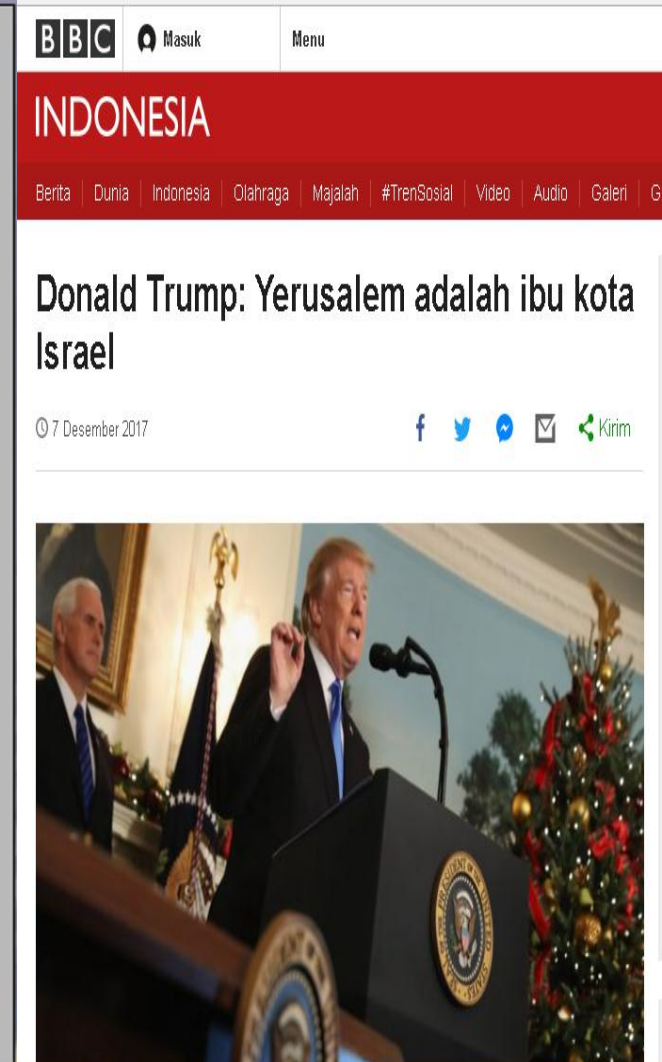 BBC Masuk Menu
INDONESIA
Berita Dunia Indonesia Olahraga Majalah #TrenSosial Video Audio Galeri G
Donald Trump: Yerusalem adalah ibu kota
Israel
7 Desember 2017
Kirim